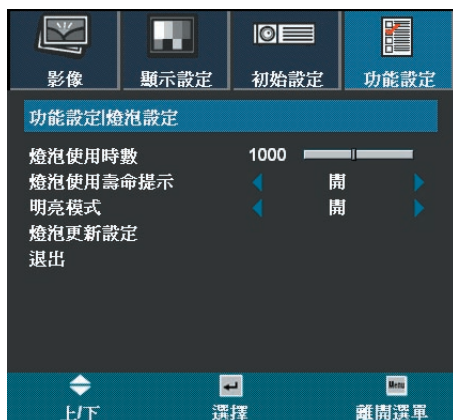 影像 顯示設定 初始設定 功能設定
功能設定|燈泡設定
燈泡使用時數 1000
燈泡使用壽命提示 開
明亮模式 開
燈泡更新設定
退出
Menu
上/下 選擇 離開選單